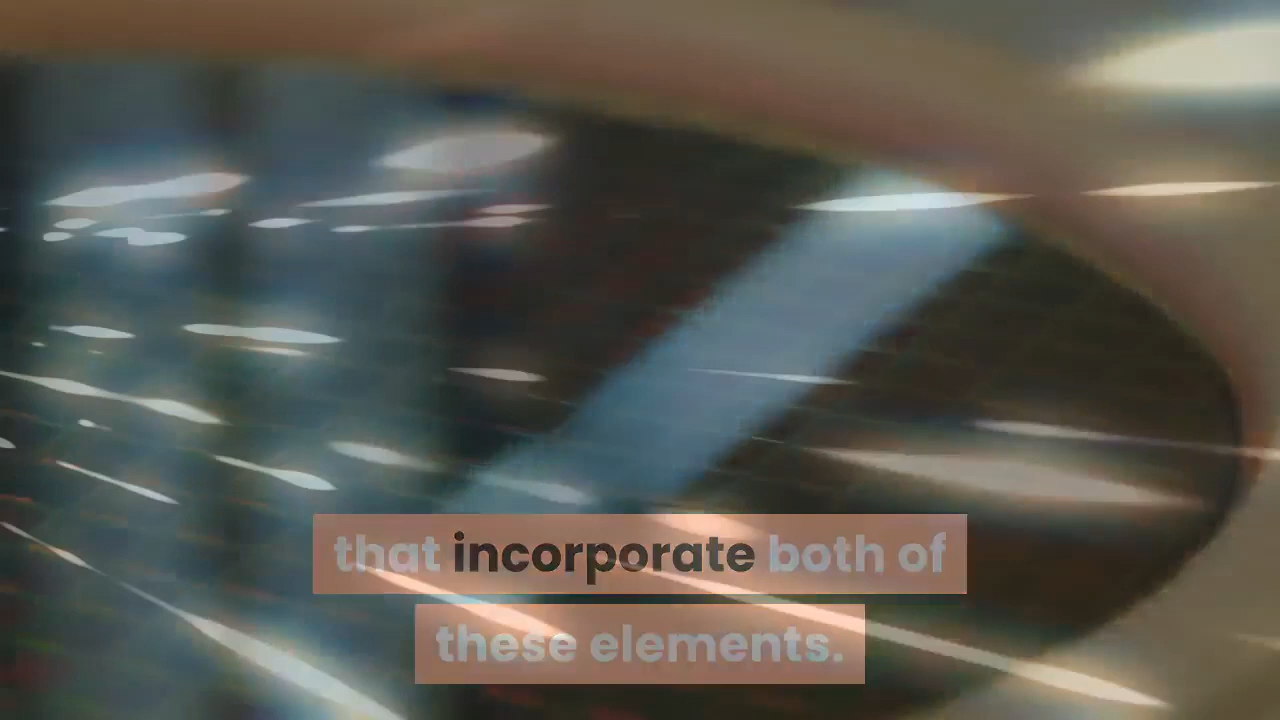 that incorporate both of
these elements.